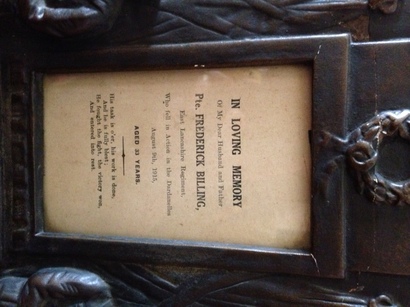 IN LOVING MEMORY
Of My Dear Husband and Father
Pte. FREDERICK BILLING,
East Lancashire Regiment,
Who fell in Action in the Dardanelles
August 9th, 1915,
AGED 33 YEARS.
His task is o'er, his work is done,
And he is fully blest;
He fought the fight, the victory won,
And entered into rest.